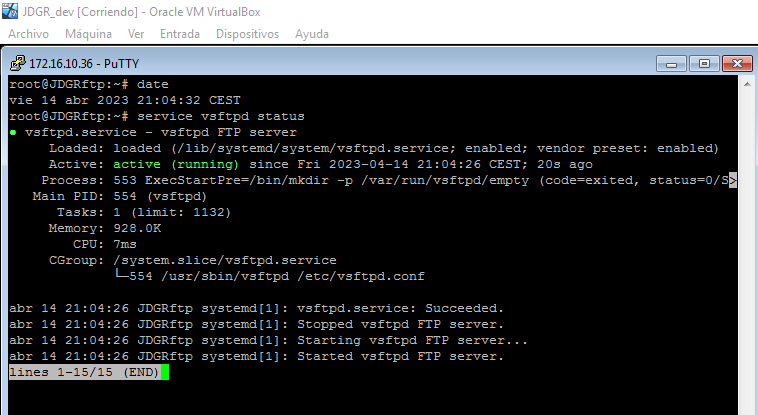 JDGR_dev [Corriendo] - Oracle VM VirtualBox
Archivo Máquina Ver Entrada Dispositivos Ayuda
172.16.10.36 - PuTTY
root@JDGRftp:~# date
vie 14 abr 2023 21:04:32 CEST
root@JDGRftp:~# service vsftpd status
● vsftpd.service - vsftpd FTP server
     Loaded: loaded (/lib/systemd/system/vsftpd.service; enabled; vendor preset: enabled)
     Active: active (running) since Fri 2023-04-14 21:04:26 CEST; 20s ago
    Process: 553 ExecStartPre=/bin/mkdir -p /var/run/vsftpd/empty (code=exited, status=0/S>
   Main PID: 554 (vsftpd)
      Tasks: 1 (limit: 1132)
     Memory: 928.0K
        CPU: 7ms
     CGroup: /system.slice/vsftpd.service
             └─554 /usr/sbin/vsftpd /etc/vsftpd.conf
abr 14 21:04:26 JDGRftp systemd[1]: vsftpd.service: Succeeded.
abr 14 21:04:26 JDGRftp systemd[1]: Stopped vsftpd FTP server.
abr 14 21:04:26 JDGRftp systemd[1]: Starting vsftpd FTP server...
abr 14 21:04:26 JDGRftp systemd[1]: Started vsftpd FTP server.
lines 1-15/15 (END)